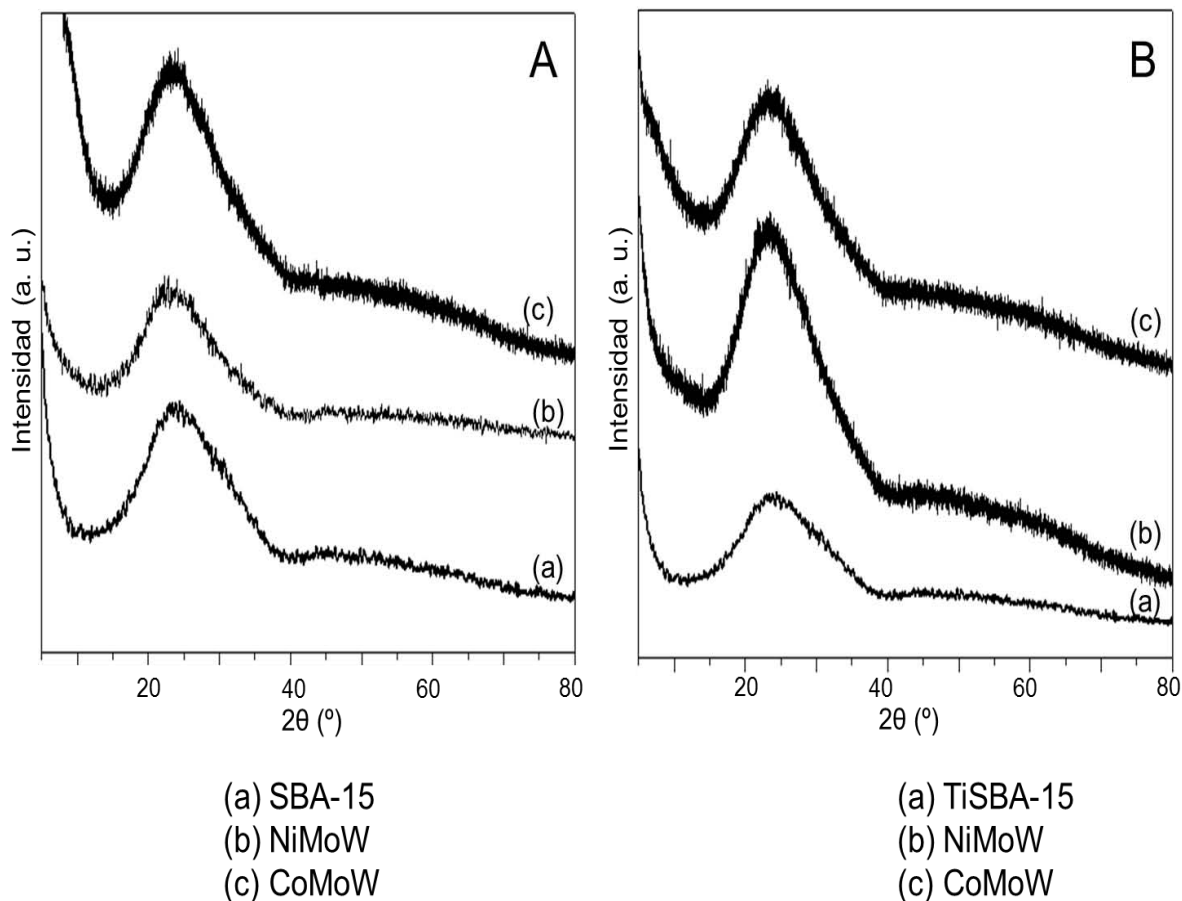 A
Intensidad (a. u.)
(c)
(b)
(a)
20 40 60 80
2θ (º)
(a) SBA-15
(b) NiMoW
(c) CoMoW
B
Intensidad (a. u.)
(c)
(b)
(a)
20 40 60 80
2θ (º)
(a) TiSBA-15
(b) NiMoW
(c) CoMoW